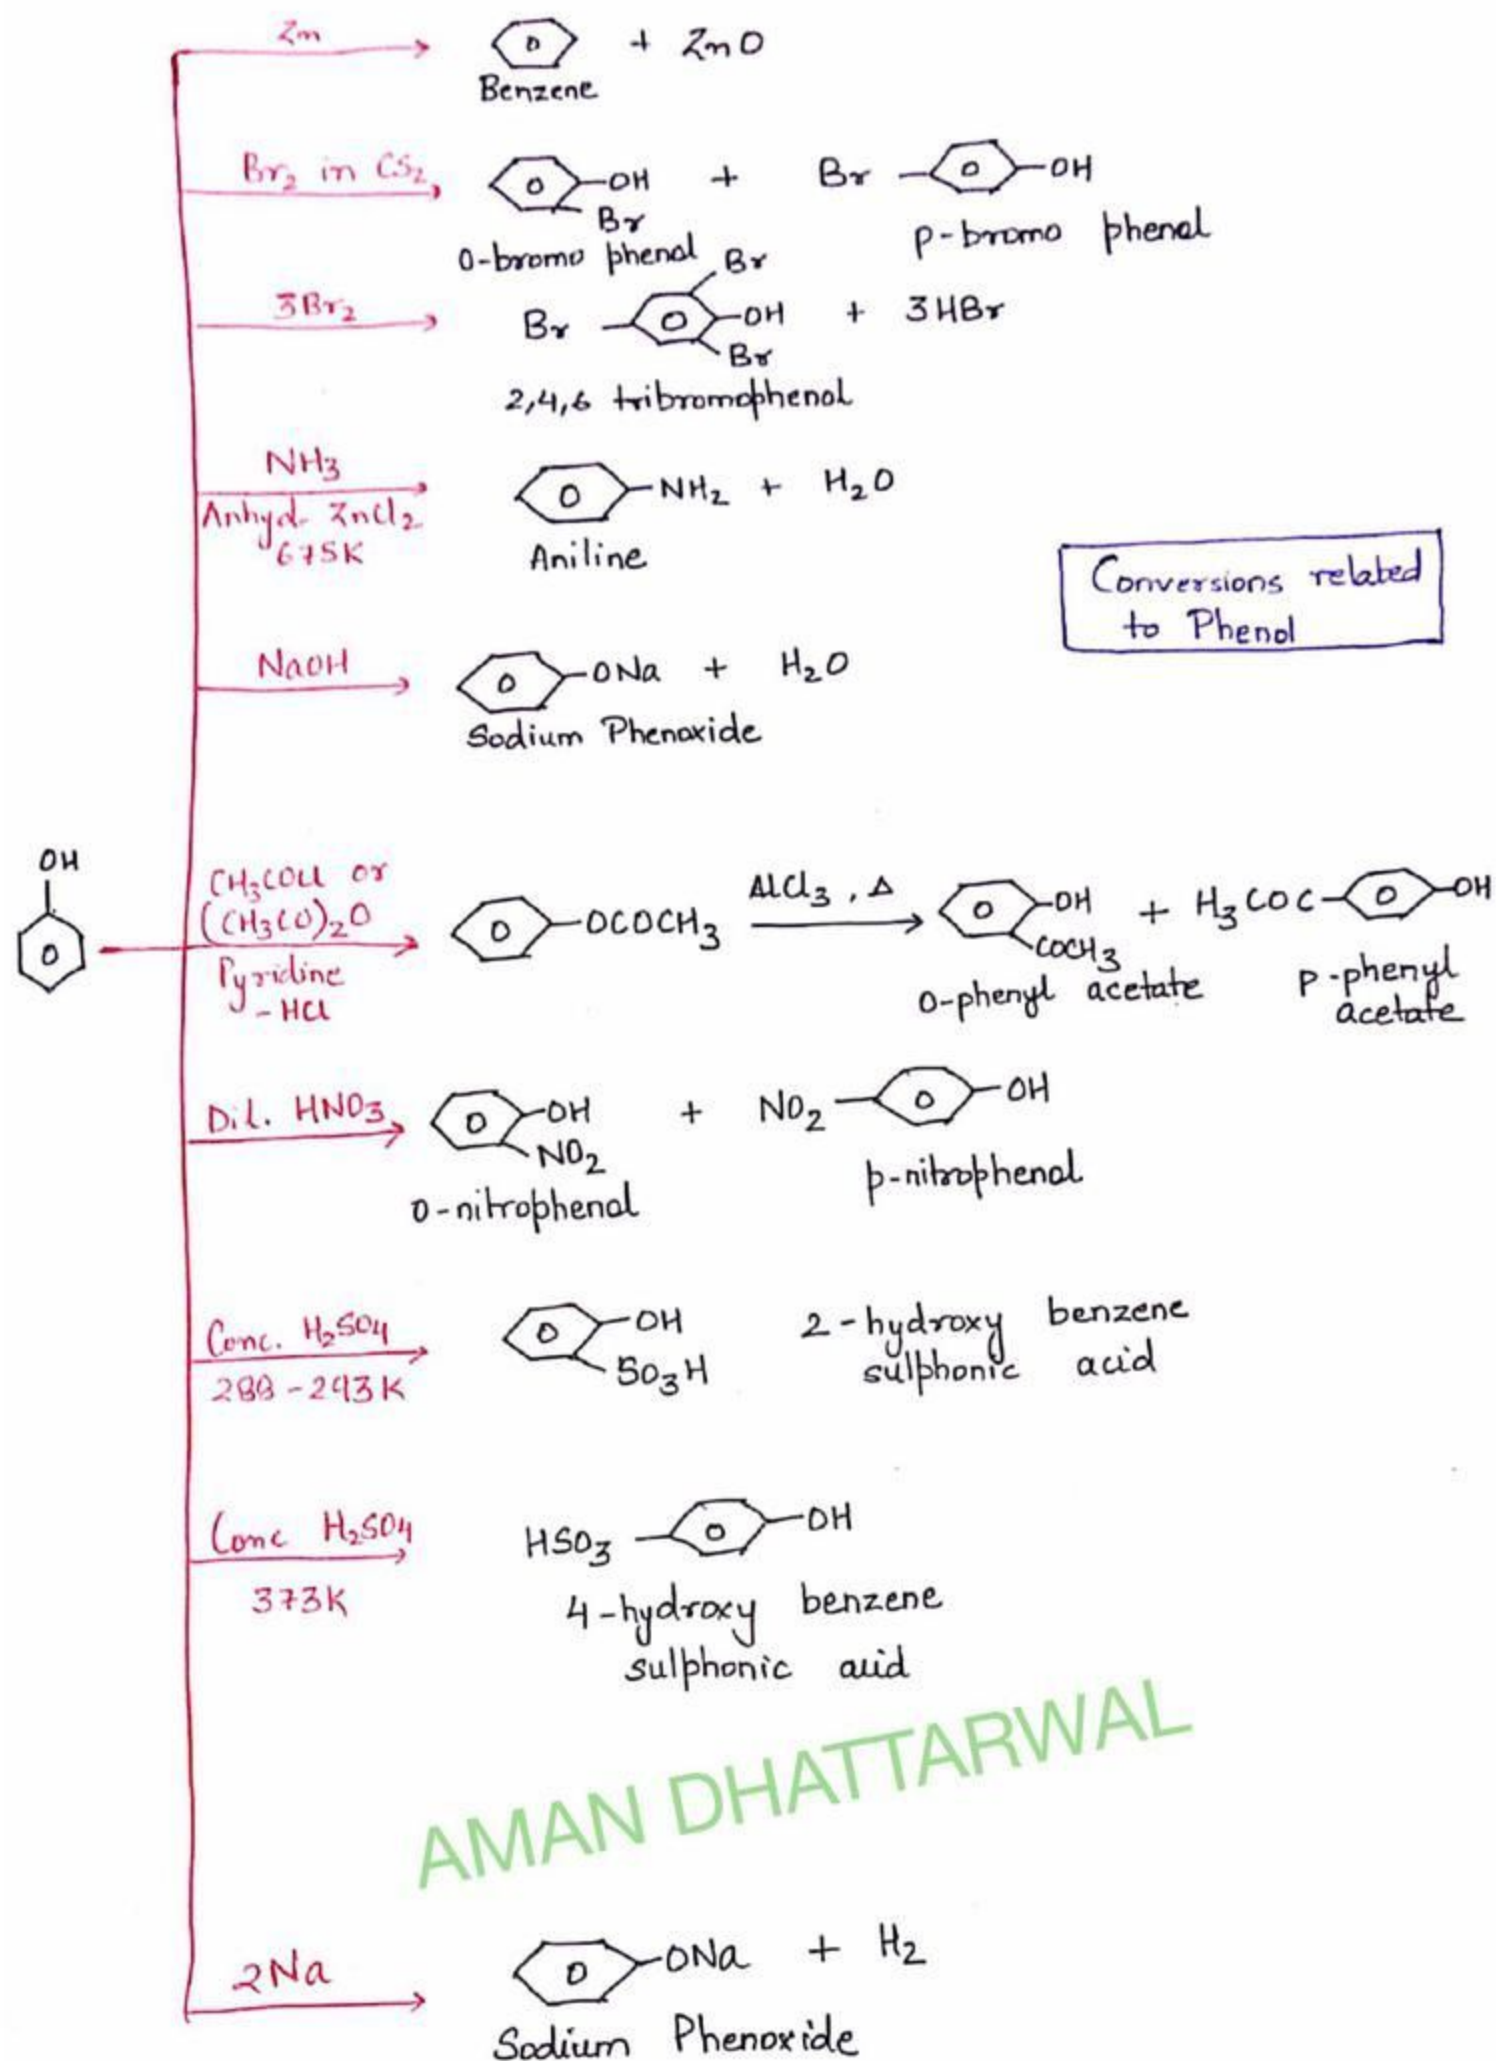 Zn
+ ZnO
Benzene
Br₂ in CS₂
OH + Br OH
Br
o-bromo phenol
p-bromo phenol
3Br₂
Br
Br OH + 3HBr
Br
2,4,6 tribromophenol
NH₃
NH₂ + H₂O
Anhyd. ZnCl₂
675K
Aniline
Conversions related
to Phenol
NaOH
ONa + H₂O
Sodium Phenoxide
OH
CH₃COCl or
(CH₃CO)₂O
Pyridine
- HCl
OCOCH₃
AlCl₃, Δ
OH + H₃COC OH
COCH₃
o-phenyl acetate
p-phenyl
acetate
Dil. HNO₃
OH + NO₂ OH
NO₂
o-nitrophenol
p-nitrophenol
Conc. H₂SO₄
288-293K
OH
SO₃H
2-hydroxy benzene
sulphonic acid
Conc H₂SO₄
373K
HSO₃ OH
4-hydroxy benzene
sulphonic acid
AMAN DHATTARWAL
2Na
ONa + H₂
Sodium Phenoxide